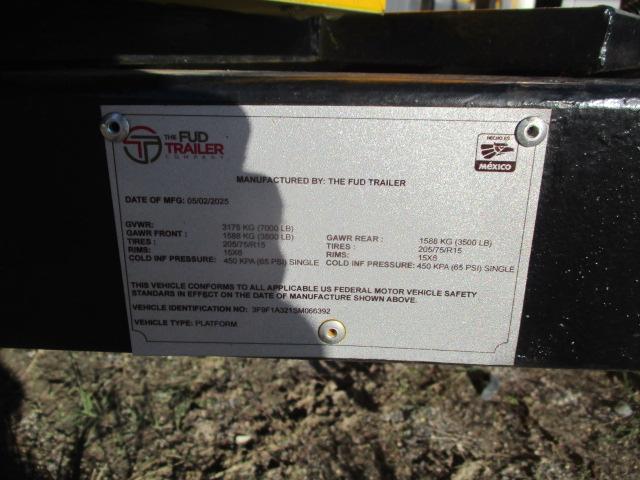 THE FUD
TRAILER
COMPANY
HECHO EN
MÉXICO
MANUFACTURED BY: THE FUD TRAILER
DATE OF MFG: 05/02/2025
GVWR: 3175 KG (7000 LB)
GAWR FRONT : 1588 KG (3500 LB) GAWR REAR : 1588 KG (3500 LB)
TIRES : 205/75/R15 TIRES : 205/75/R15
RIMS: 15X6 RIMS: 15X6
COLD INF PRESSURE: 450 KPA (65 PSI) SINGLE COLD INF PRESSURE: 450 KPA (65 PSI) SINGLE
THIS VEHICLE CONFORMS TO ALL APPLICABLE US FEDERAL MOTOR VEHICLE SAFETY
STANDARS IN EFFECT ON THE DATE OF MANUFACTURE SHOWN ABOVE.
VEHICLE IDENTIFICATION NO: 3F9F1A321SM066392
VEHICLE TYPE: PLATFORM